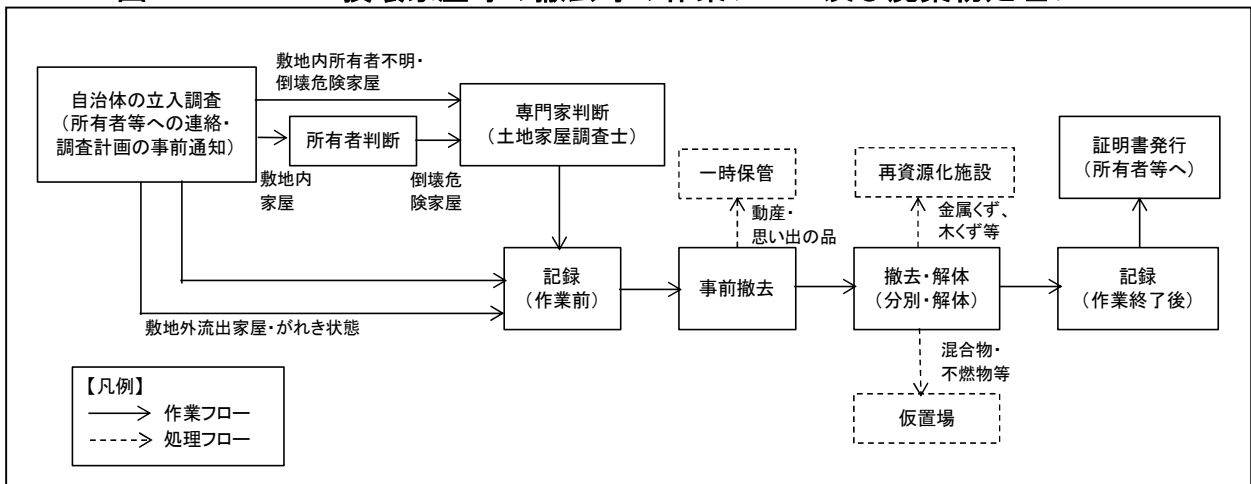 敷地内所有者不明・
倒壊危険家屋
自治体の立入調査
(所有者等への連絡・
調査計画の事前通知)
所有者判断
敷地内
家屋
倒壊危
険家屋
専門家判断
(土地家屋調査士)
一時保管
動産・
思い出の品
再資源化施設
金属くず、
木くず等
証明書発行
(所有者等へ)
記録
(作業前)
事前撤去
撤去・解体
(分別・解体)
記録
(作業終了後)
敷地外流出家屋・がれき状態
混合物・
不燃物等
仮置場
【凡例】
作業フロー
処理フロー